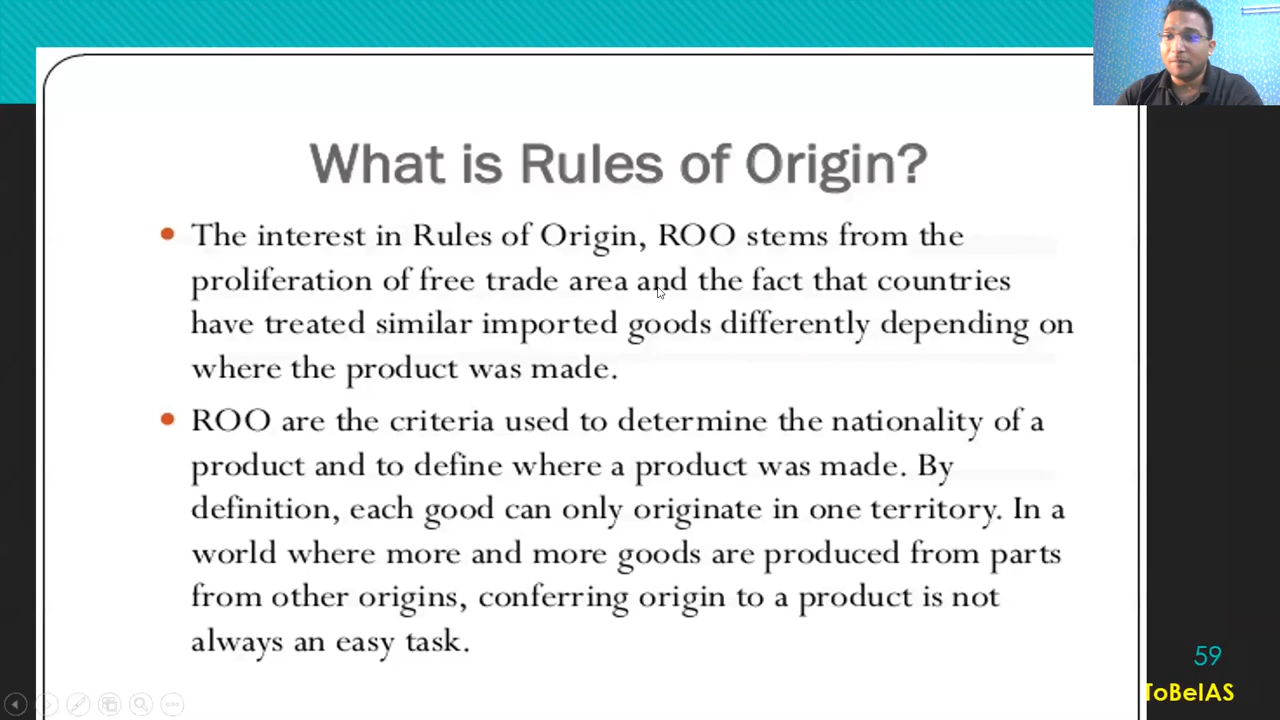 What is Rules of Origin?
The interest in Rules of Origin, ROO stems from the
proliferation of free trade area and the fact that countries
have treated similar imported goods differently depending on
where the product was made.
ROO are the criteria used to determine the nationality of a
product and to define where a product was made. By
definition, each good can only originate in one territory. In a
world where more and more goods are produced from parts
from other origins, conferring origin to a product is not
always an easy task.
59
ToBeIAS